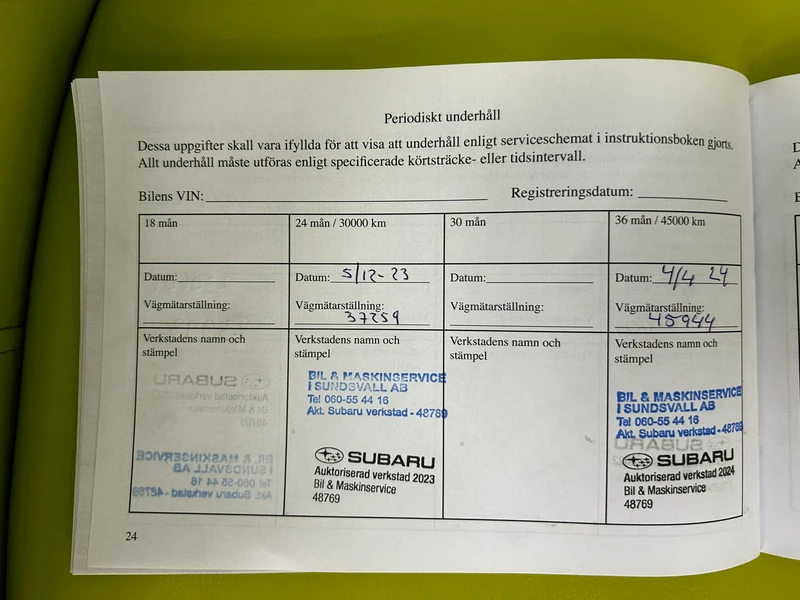 Periodiskt underhåll
Dessa uppgifter skall vara ifyllda för att visa att underhåll enligt serviceschemat i instruktionsboken gjorts.
Allt underhåll måste utföras enligt specificerade körtsträcke- eller tidsintervall.
Bilens VIN: Registreringsdatum:
18 mån
Datum:
Vägmätarställning:
Verkstadens namn och
stämpel
24 mån / 30000 km
Datum: 5/12-23
Vägmätarställning:
37259
Verkstadens namn och
stämpel
BIL & MASKINSERVICE
I SUNDSVALL AB
Tel 060-55 44 16
Akt. Subaru verkstad - 48769
SUBARU
Auktoriserad verkstad 2023
Bil & Maskinservice
48769
30 mån
Datum:
Vägmätarställning:
Verkstadens namn och
stämpel
36 mån / 45000 km
Datum: 4/4 24
Vägmätarställning:
45944
Verkstadens namn och
stämpel
BIL & MASKINSERVICE
I SUNDSVALL AB
Tel 060-55 44 16
Akt. Subaru verkstad - 48769
SUBARU
Auktoriserad verkstad 2024
Bil & Maskinservice
48769
24